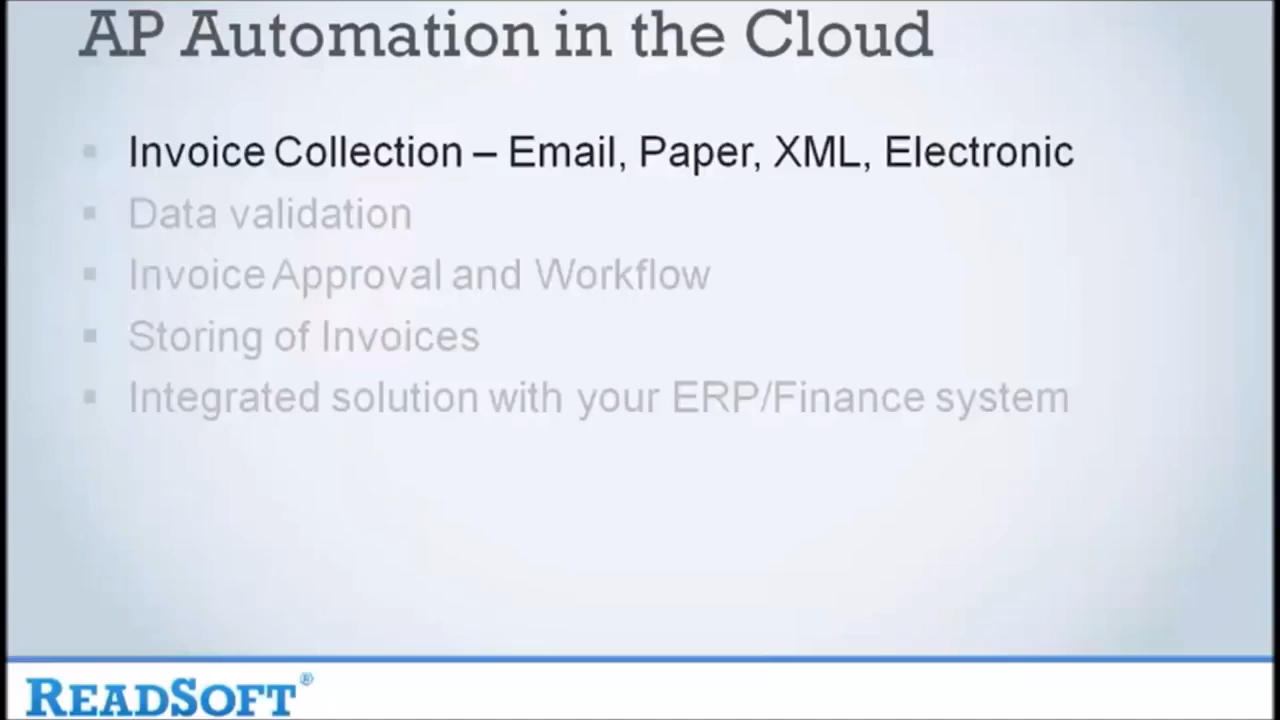 AP Automation in the Cloud
Invoice Collection – Email, Paper, XML, Electronic
Data validation
Invoice Approval and Workflow
Storing of Invoices
Integrated solution with your ERP/Finance system
READSOFT®